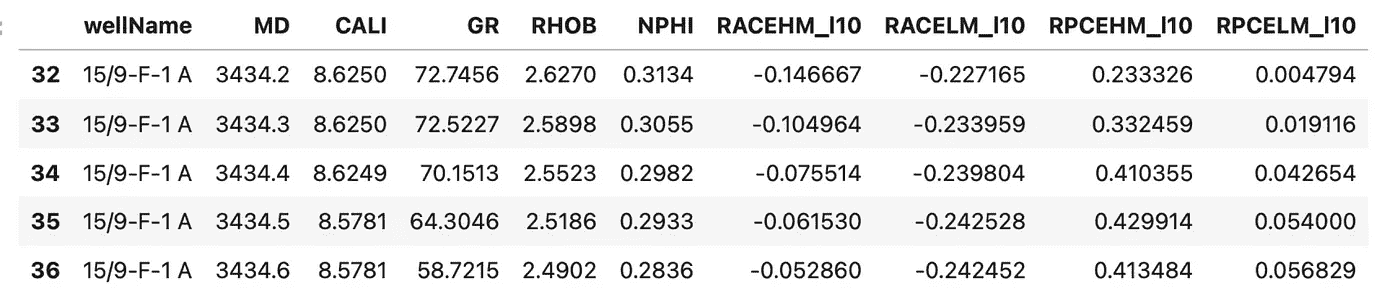 wellName MD CALI GR RHOB NPHI RACEHM_l10 RACELM_l10 RPCEHM_l10 RPCELM_l10
32 15/9-F-1 A 3434.2 8.6250 72.7456 2.6270 0.3134 -0.146667 -0.227165 0.233326 0.004794
33 15/9-F-1 A 3434.3 8.6250 72.5227 2.5898 0.3055 -0.104964 -0.233959 0.332459 0.019116
34 15/9-F-1 A 3434.4 8.6249 70.1513 2.5523 0.2982 -0.075514 -0.239804 0.410355 0.042654
35 15/9-F-1 A 3434.5 8.5781 64.3046 2.5186 0.2933 -0.061530 -0.242528 0.429914 0.054000
36 15/9-F-1 A 3434.6 8.5781 58.7215 2.4902 0.2836 -0.052860 -0.242452 0.413484 0.056829